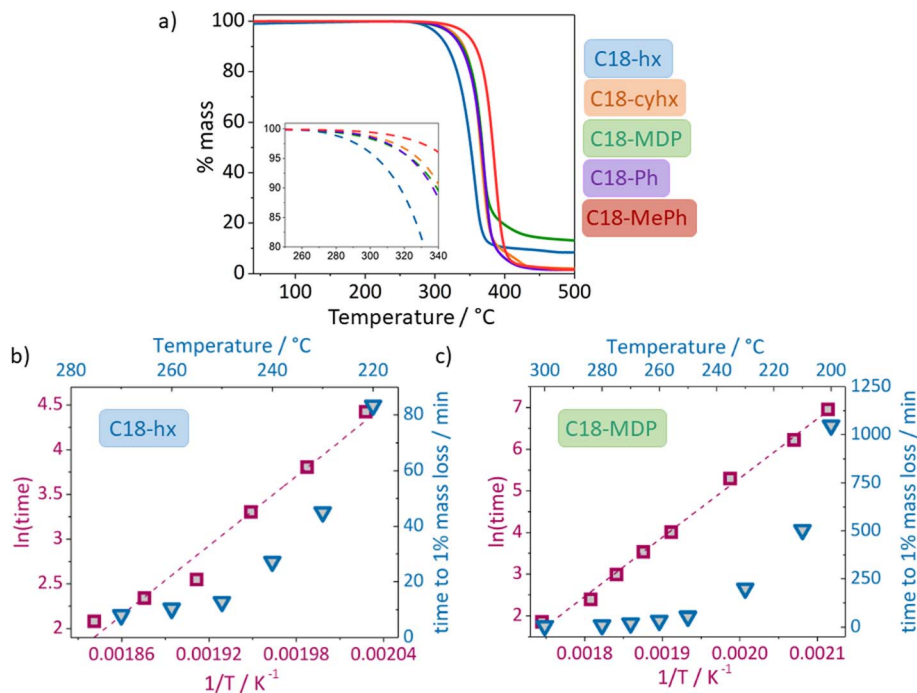 a)
100
80
60
40
20
0
% mass
100
95
90
85
80
260 280 300 320 340
100 200 300 400 500
Temperature / °C
C18-hx
C18-cyhx
C18-MDP
C18-Ph
C18-MePh
b)
Temperature / °C
280 260 240 220
C18-hx
4.5
4.0
3.5
3.0
2.5
2
ln(time)
80
60
40
20
0
time to 1% mass loss / min
0.00186 0.00192 0.00198 0.00204
1/T / K⁻¹
c)
Temperature / °C
300 280 260 240 220 200
C18-MDP
7
6
5
4
3
2
ln(time)
1250
1000
750
500
250
0
time to 1% mass loss / min
0.0018 0.0019 0.0020 0.0021
1/T / K⁻¹